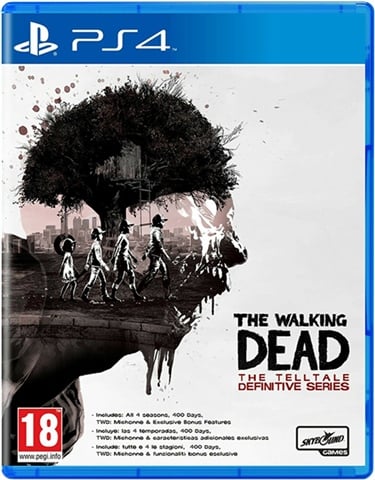 PS4
THE WALKING
DEAD
THE TELLTALE
DEFINITIVE SERIES
18
www.pegi.info
- Includes: All 4 seasons, 400 Days,
TWD: Michonne & Exclusive Bonus Features
- Incluye: las 4 temporadas, 400 Days,
TWD: Michonne & características adicionales exclusivas
- Include: tutte e 4 le stagioni, 400 Days,
TWD: Michonne & funzionalità bonus esclusive
SKYBOUND
GAMES